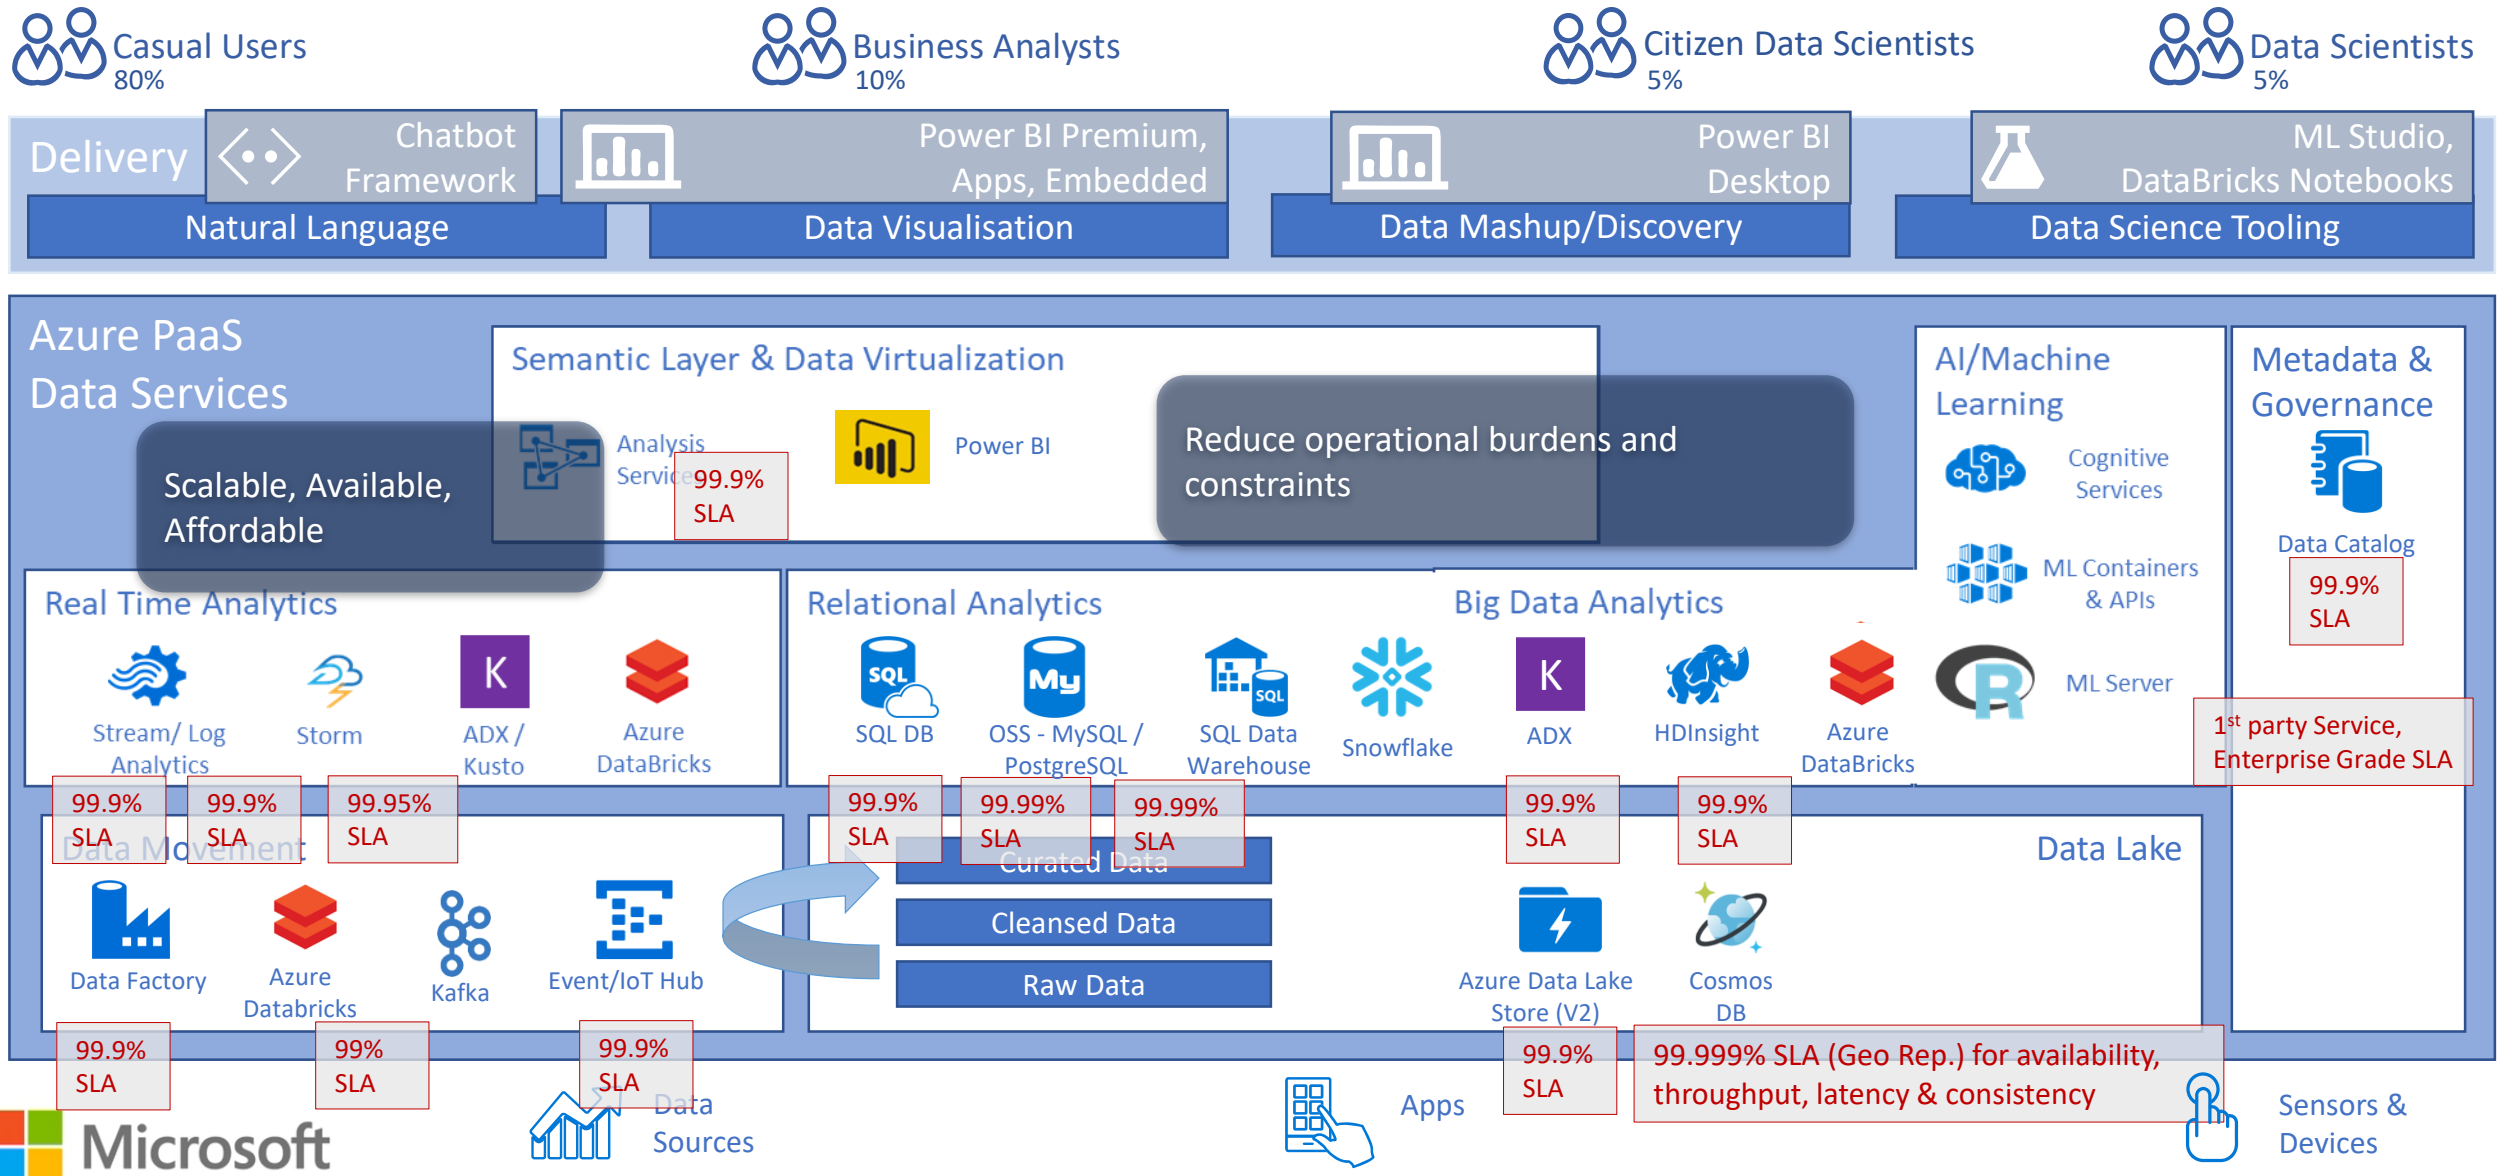 Casual Users
80%
Business Analysts
10%
Citizen Data Scientists
5%
Data Scientists
5%
Delivery
Chatbot
Framework
Natural Language
Power BI Premium,
Apps, Embedded
Data Visualisation
Power BI
Desktop
Data Mashup/Discovery
ML Studio,
DataBricks Notebooks
Data Science Tooling
Azure PaaS
Data Services
Semantic Layer & Data Virtualization
Analysis
Services
99.9%
SLA
Power BI
Scalable, Available,
Affordable
Reduce operational burdens and
constraints
AI/Machine
Learning
Cognitive
Services
ML Containers
& APIs
R
ML Server
Metadata &
Governance
Data Catalog
99.9%
SLA
1st party Service,
Enterprise Grade SLA
Real Time Analytics
Stream/ Log
Analytics
Storm
K
ADX /
Kusto
Azure
DataBricks
99.9%
SLA
99.9%
SLA
99.95%
SLA
Relational Analytics
SQL
SQL DB
My
OSS - MySQL /
PostgreSQL
SQL
SQL Data
Warehouse
Snowflake
99.9%
SLA
99.99%
SLA
99.99%
SLA
Big Data Analytics
K
ADX
HDInsight
Azure
DataBricks
99.9%
SLA
99.9%
SLA
Data Movement
Data Factory
Azure
Databricks
Kafka
Event/IoT Hub
99.9%
SLA
99%
SLA
99.9%
SLA
Curated Data
Cleansed Data
Raw Data
Data Lake
Azure Data Lake
Store (V2)
Cosmos
DB
99.9%
SLA
99.999% SLA (Geo Rep.) for availability,
throughput, latency & consistency
Microsoft
Data
Sources
Apps
Sensors &
Devices